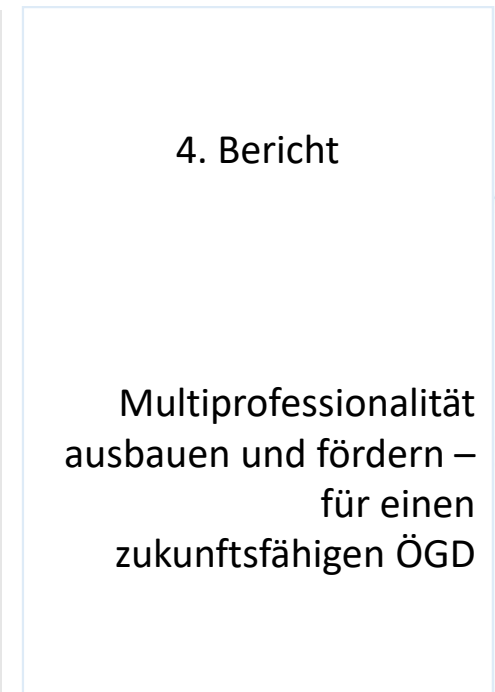 4. Bericht
Multiprofessionalität
ausbauen und fördern –
für einen
zukunftsfähigen ÖGD